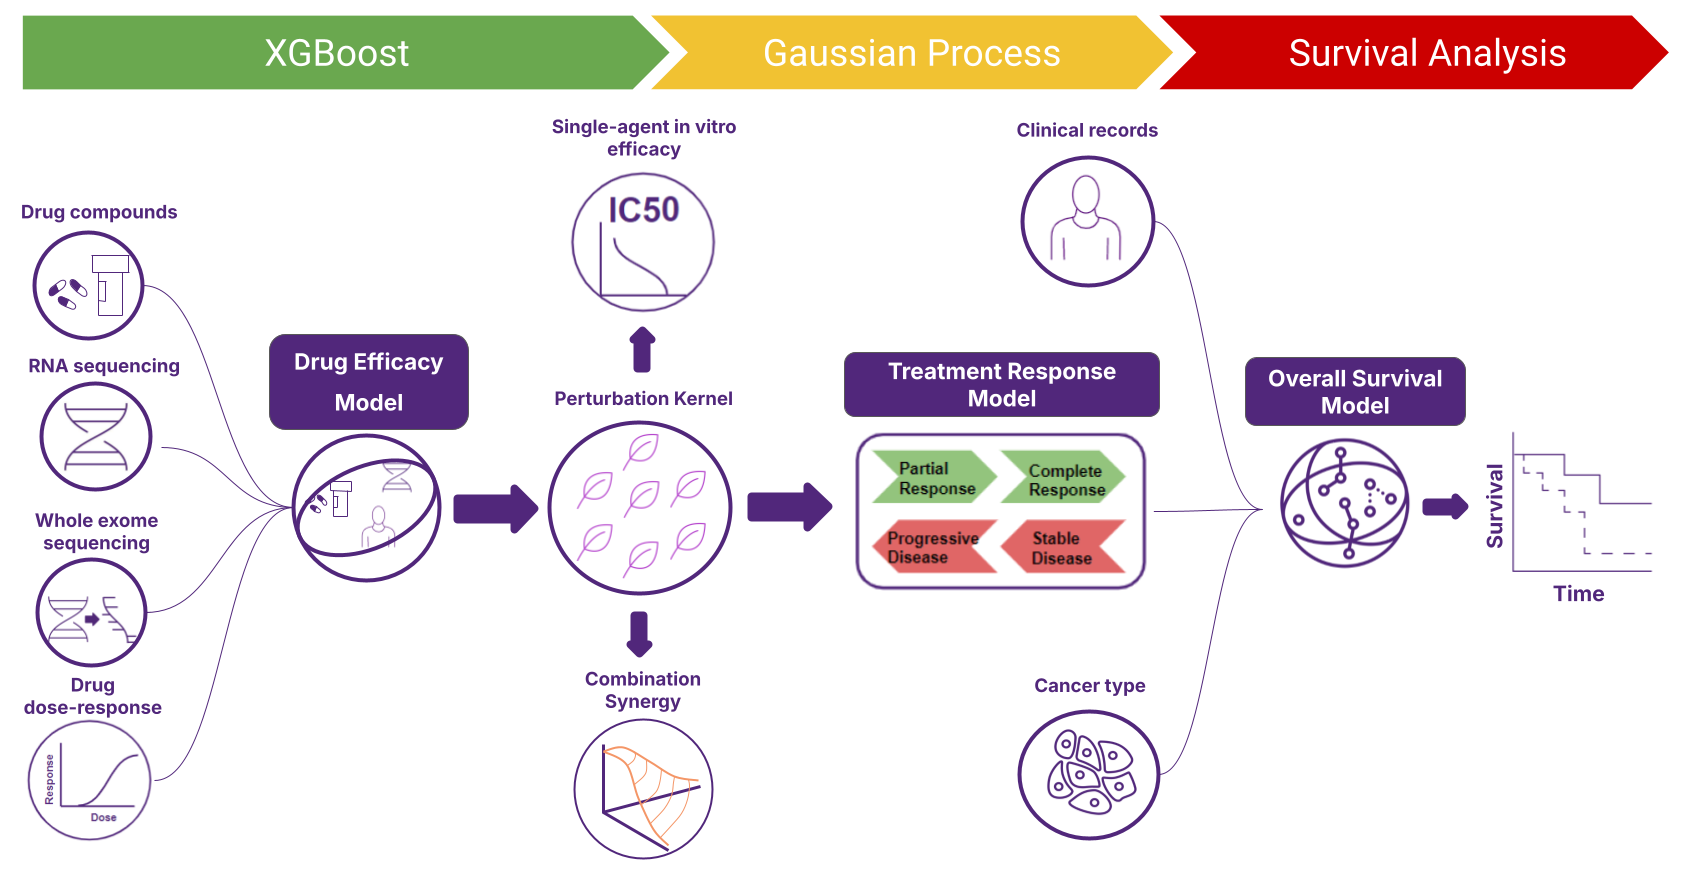 XGBoost
Gaussian Process
Survival Analysis
Drug compounds
RNA sequencing
Whole exome
sequencing
Drug
dose-response
Response
Dose
Drug Efficacy
Model
Single-agent in vitro
efficacy
IC50
Perturbation Kernel
Combination
Synergy
Treatment Response
Model
Partial
Response
Complete
Response
Progressive
Disease
Stable
Disease
Clinical records
Cancer type
Overall Survival
Model
Survival
Time